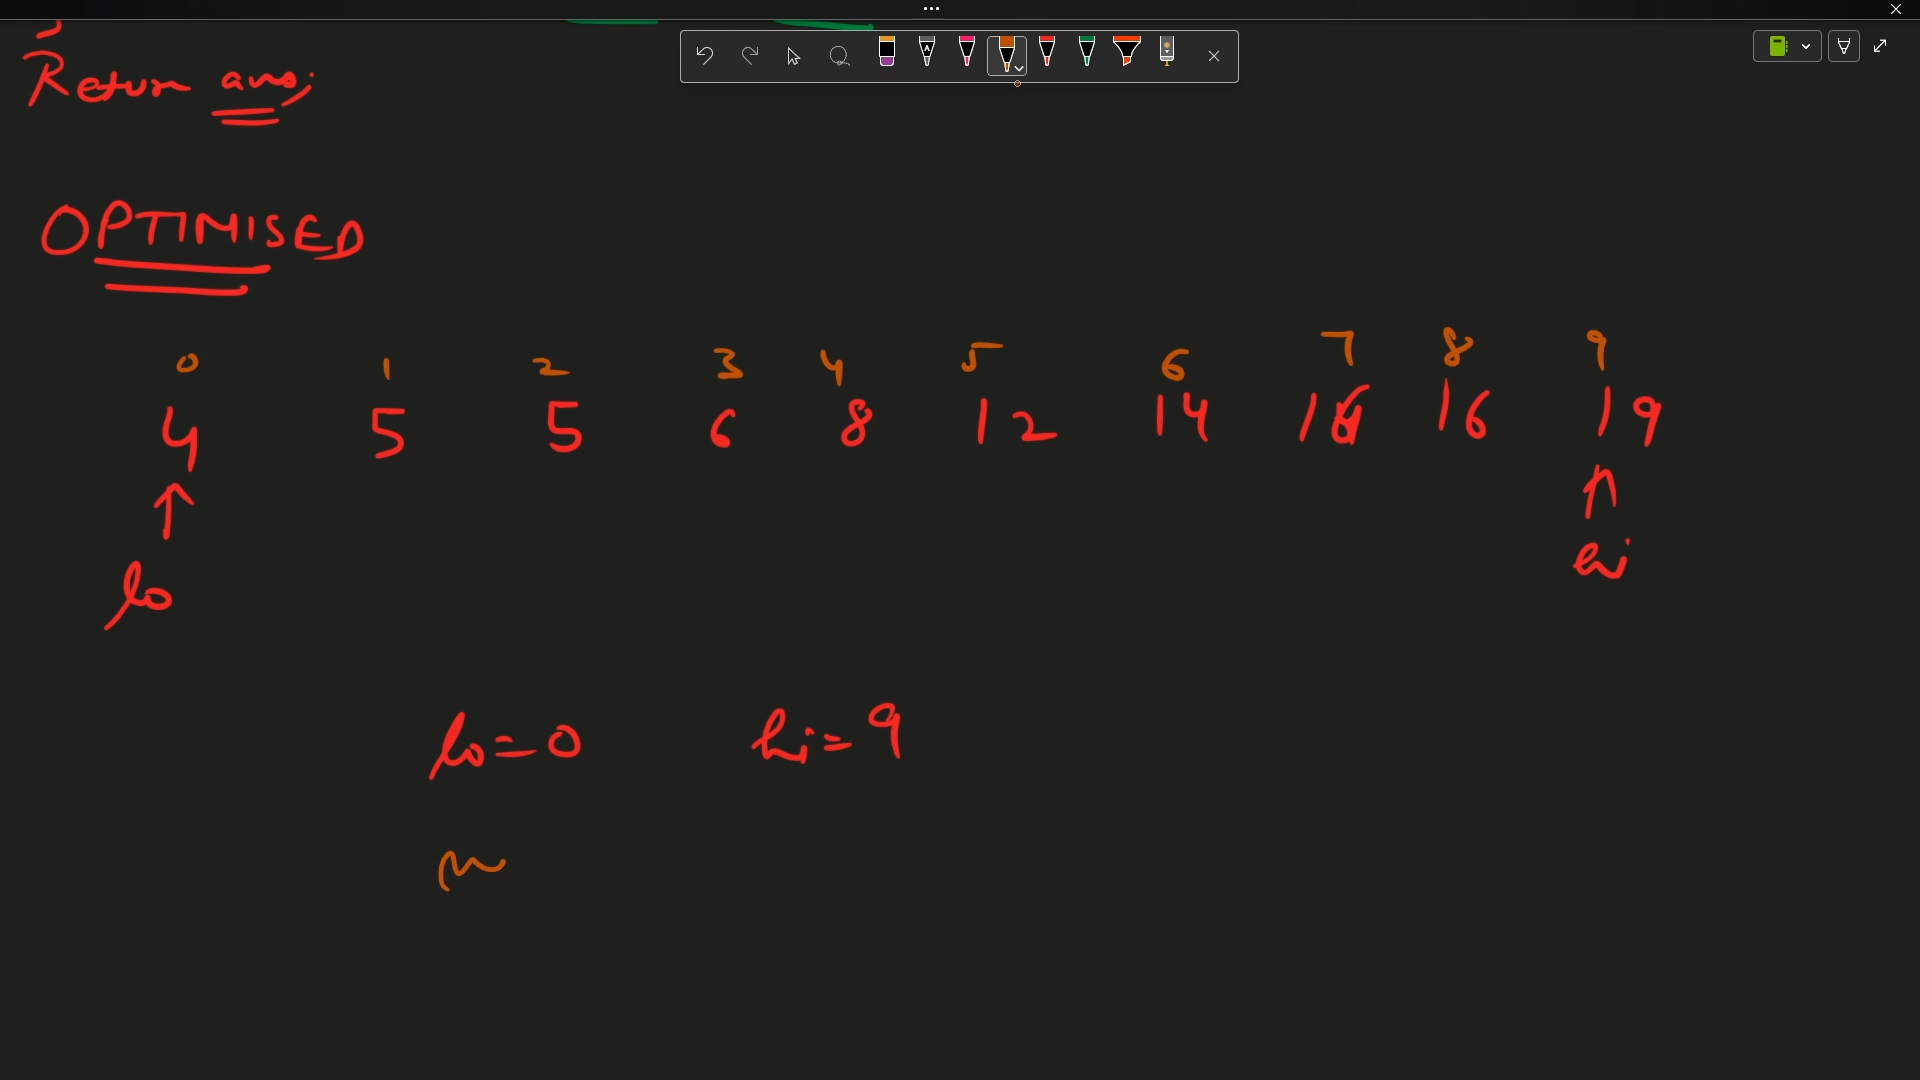 Return ans;
OPTIMISED
0 1 2 3 4 5 6 7 8 9
4 5 5 6 8 12 14 16 16 19
lo hi
lo=0 hi=9
m